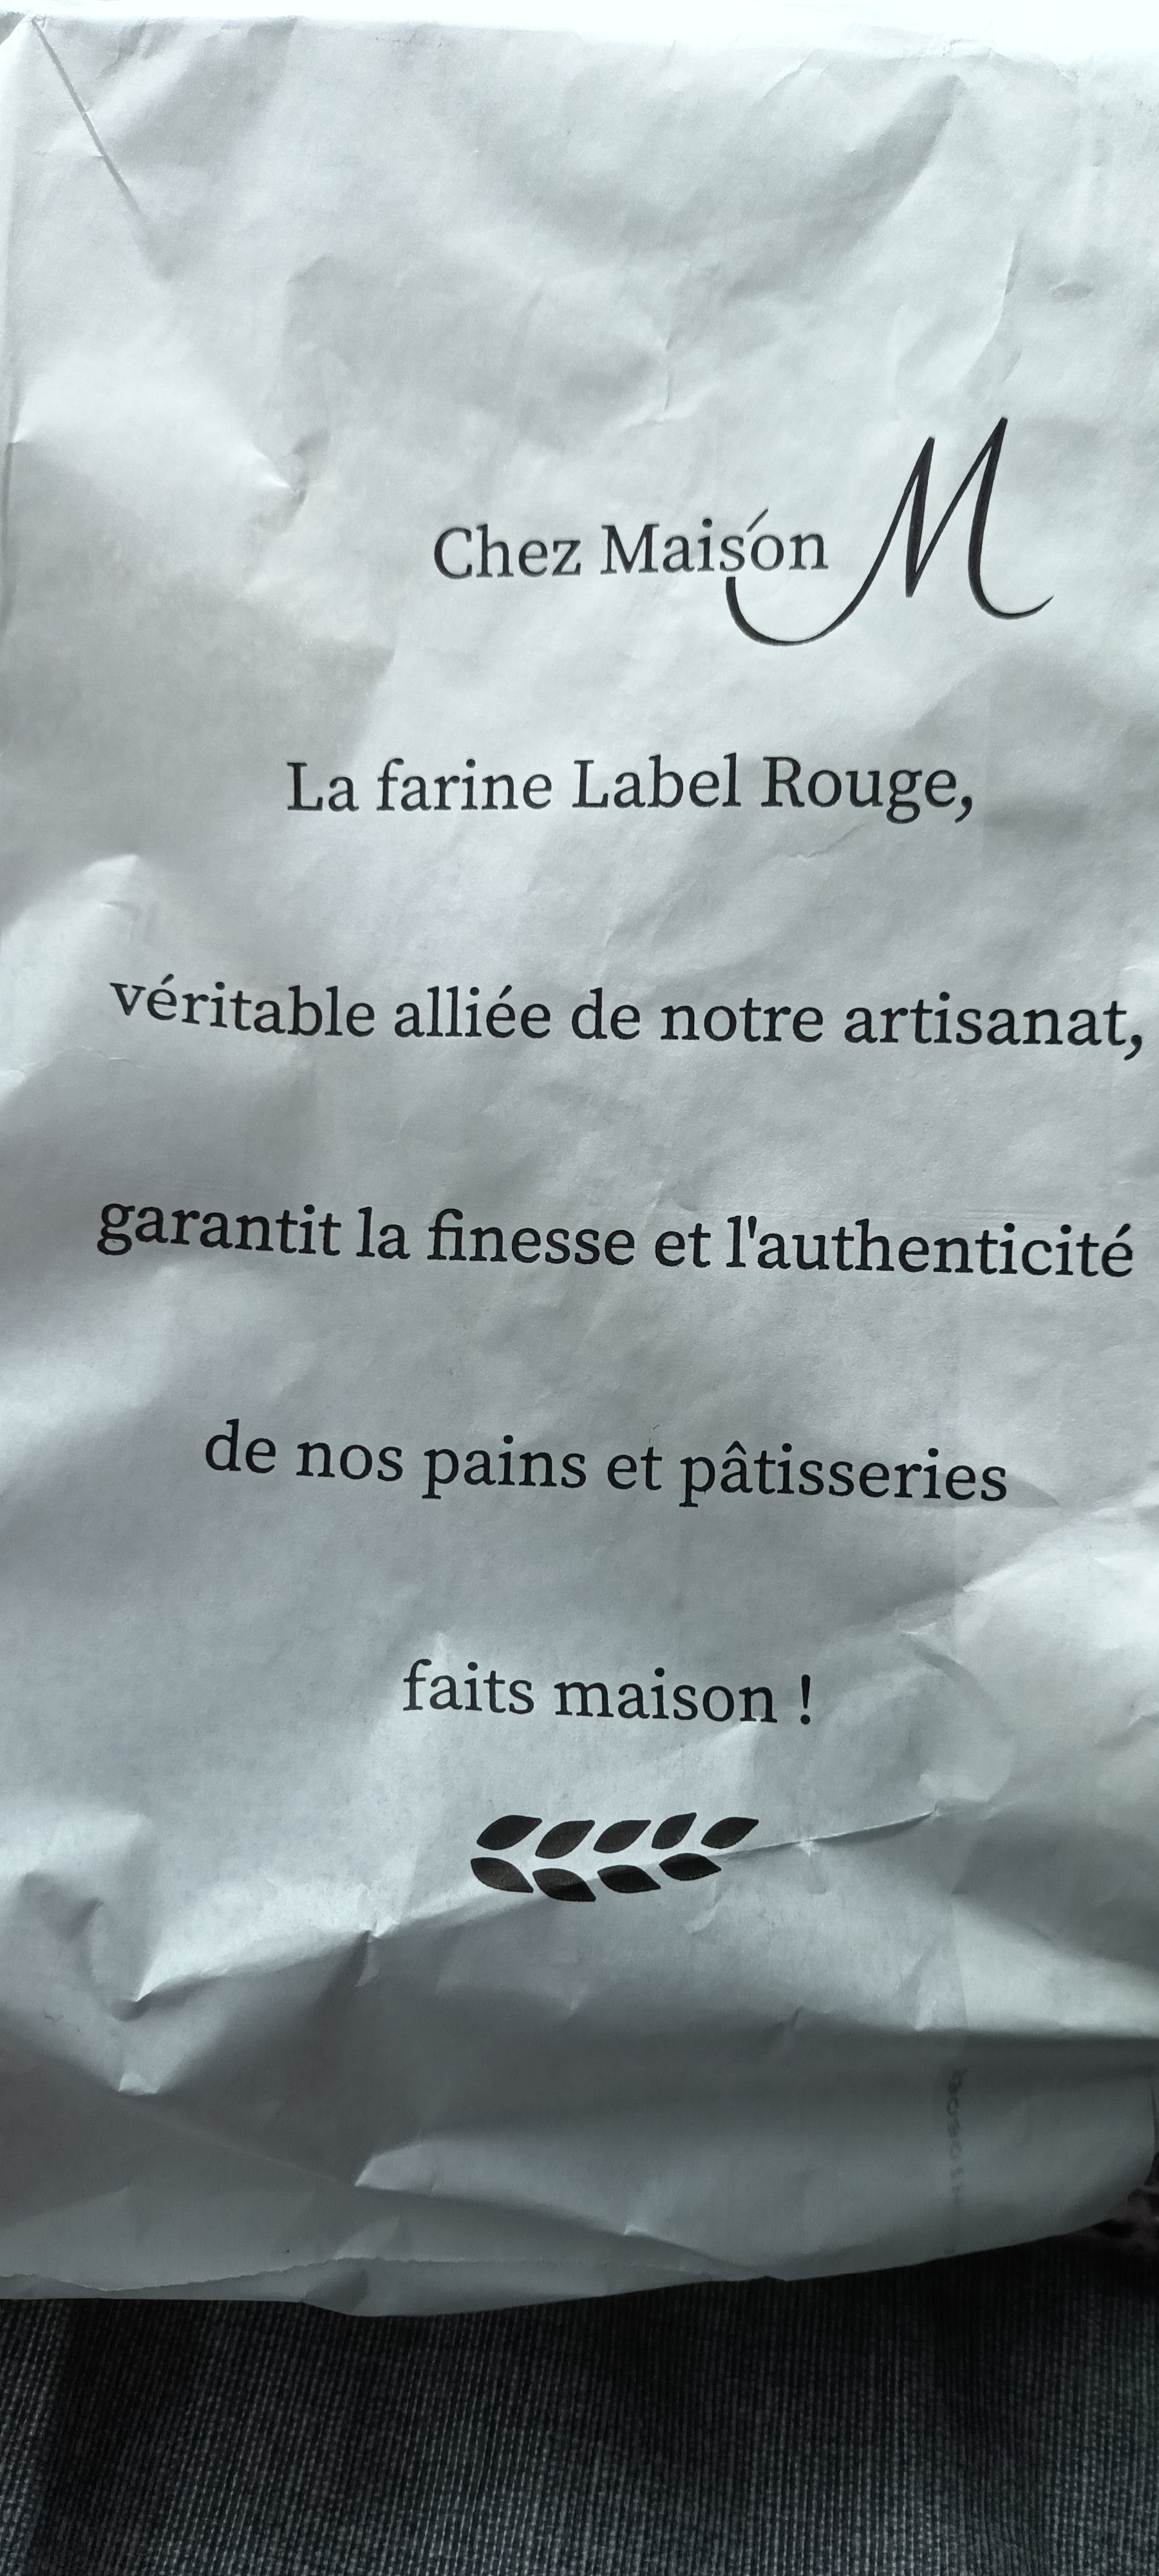 Chez Maison M
La farine Label Rouge,
véritable alliée de notre artisanat,
garantit la finesse et l'authenticité
de nos pains et pâtisseries
faits maison !